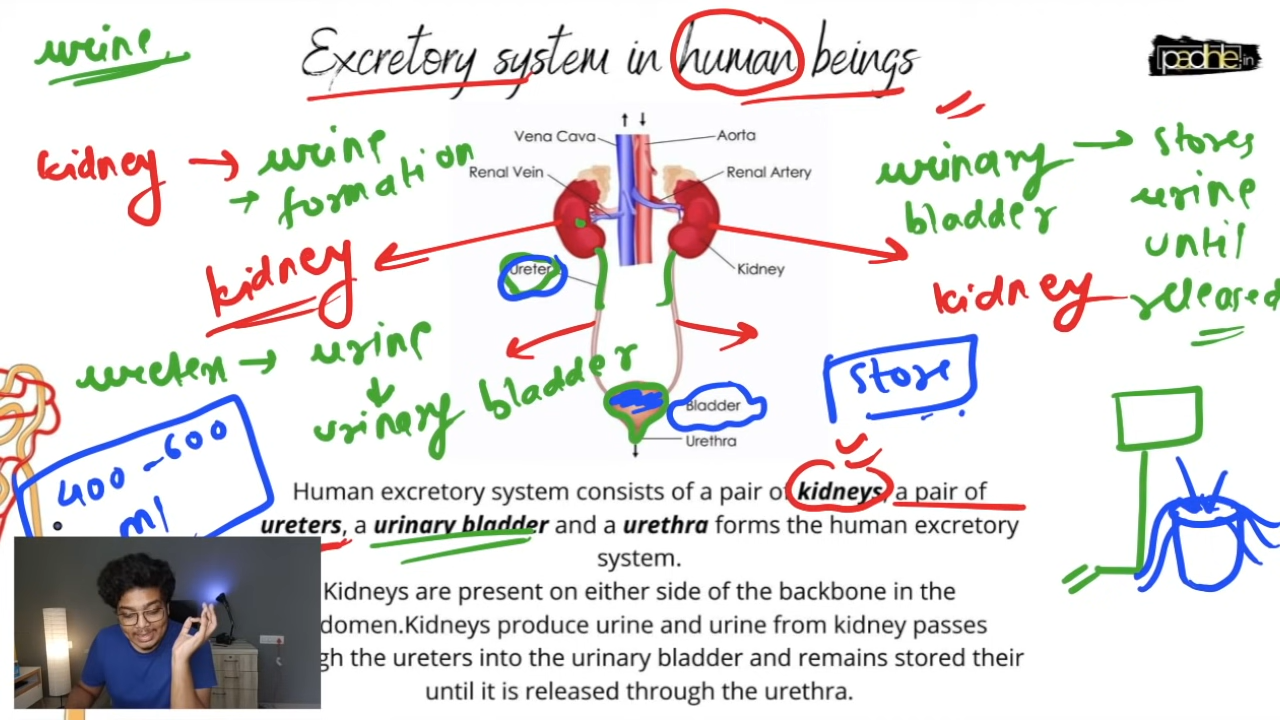 urine
Excretory system in human beings
padhle.in
kidney → urine
→ formation
Vena Cava
Aorta
Renal Vein
Renal Artery
urinary → stores
bladder urine
until
released
kidney
Ureter
Kidney
kidney
ureter → urine
urinary bladder
store
Bladder
Urethra
400-600
ml
Human excretory system consists of a pair of kidneys, a pair of
ureters, a urinary bladder and a urethra forms the human excretory
system.
Kidneys are present on either side of the backbone in the
domen.Kidneys produce urine and urine from kidney passes
gh the ureters into the urinary bladder and remains stored their
until it is released through the urethra.